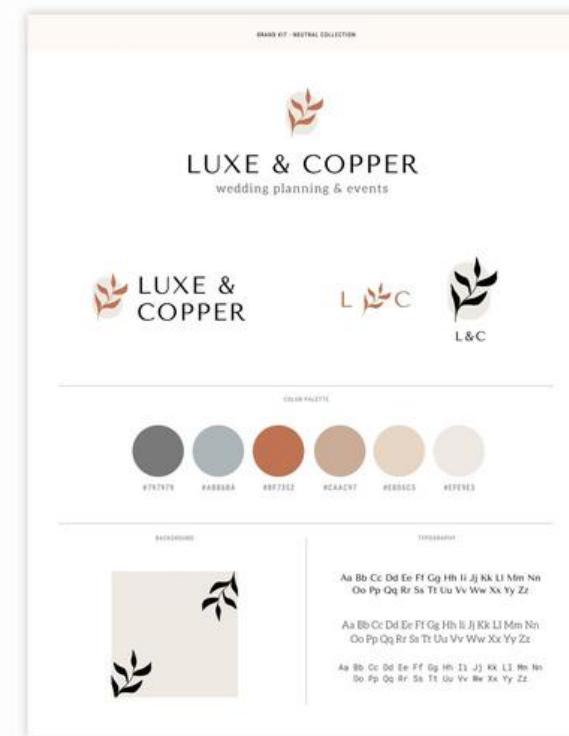 BRAND KIT - NEUTRAL COLLECTION
LUXE & COPPER
wedding planning & events
LUXE &
COPPER
L C
L&C
COLOR PALETTE
#797979 #ABB6BA #BF7352 #CAAC97 #E8D6C5 #EFE9E3
BACKGROUND
TYPOGRAPHY
Aa Bb Cc Dd Ee Ff Gg Hh Ii Jj Kk Ll Mm Nn
Oo Pp Qq Rr Ss Tt Uu Vv Ww Xx Yy Zz
Aa Bb Cc Dd Ee Ff Gg Hh Ii Jj Kk Ll Mm Nn
Oo Pp Qq Rr Ss Tt Uu Vv Ww Xx Yy Zz
Aa Bb Cc Dd Ee Ff Gg Hh Ii Jj Kk Ll Mm Nn
Oo Pp Qq Rr Ss Tt Uu Vv Ww Xx Yy Zz